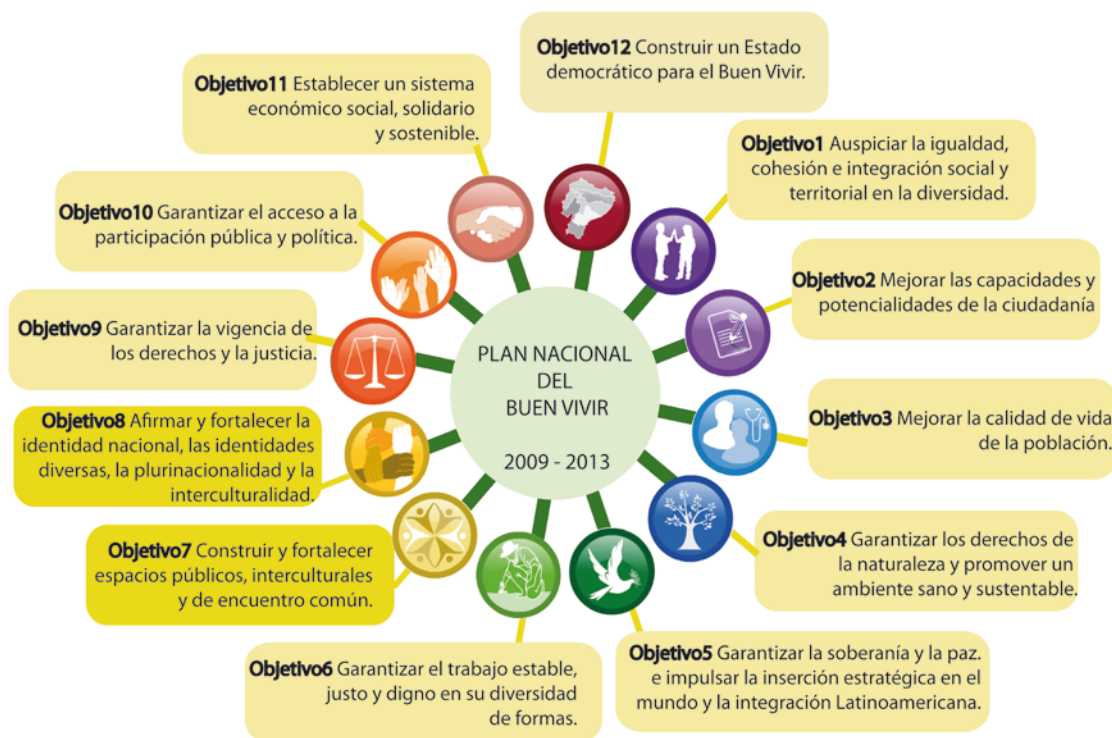 PLAN NACIONAL
DEL
BUEN VIVIR
2009 - 2013
Objetivo1 Auspiciar la igualdad,
cohesión e integración social y
territorial en la diversidad.
Objetivo2 Mejorar las capacidades y
potencialidades de la ciudadanía
Objetivo3 Mejorar la calidad de vida
de la población.
Objetivo4 Garantizar los derechos de
la naturaleza y promover un
ambiente sano y sustentable.
Objetivo5 Garantizar la soberanía y la paz.
e impulsar la inserción estratégica en el
mundo y la integración Latinoamericana.
Objetivo6 Garantizar el trabajo estable,
justo y digno en su diversidad
de formas.
Objetivo7 Construir y fortalecer
espacios públicos, interculturales
y de encuentro común.
Objetivo8 Afirmar y fortalecer la
identidad nacional, las identidades
diversas, la plurinacionalidad y la
interculturalidad.
Objetivo9 Garantizar la vigencia de
los derechos y la justicia.
Objetivo10 Garantizar el acceso a la
participación pública y política.
Objetivo11 Establecer un sistema
económico social, solidario
y sostenible.
Objetivo12 Construir un Estado
democrático para el Buen Vivir.